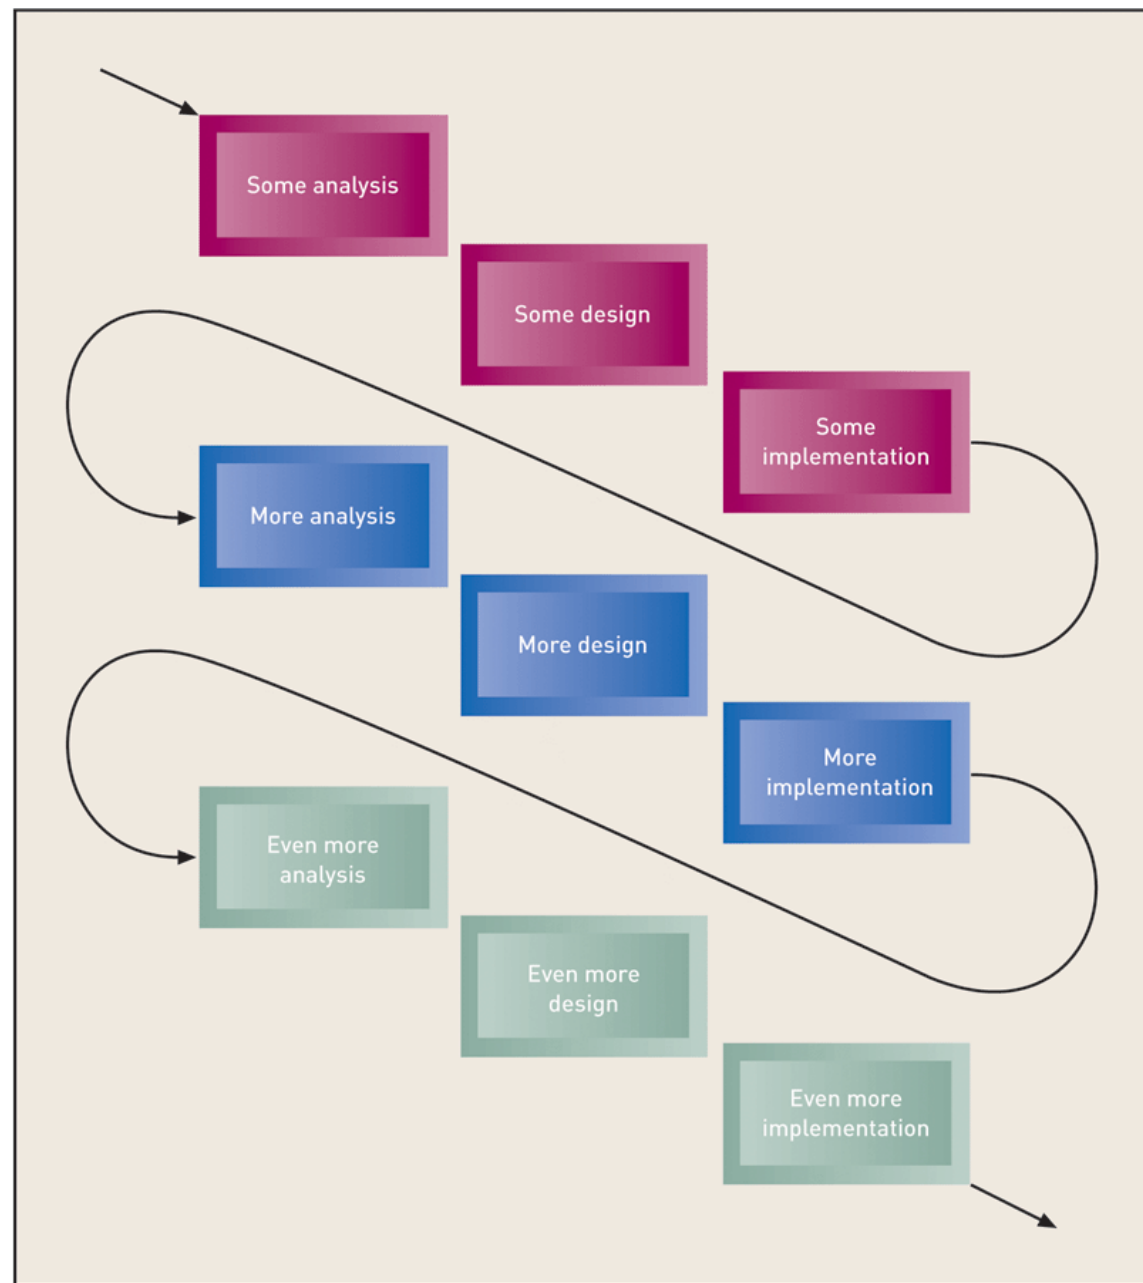 Some analysis
Some design
Some
implementation
More analysis
More design
More
implementation
Even more
analysis
Even more
design
Even more
implementation